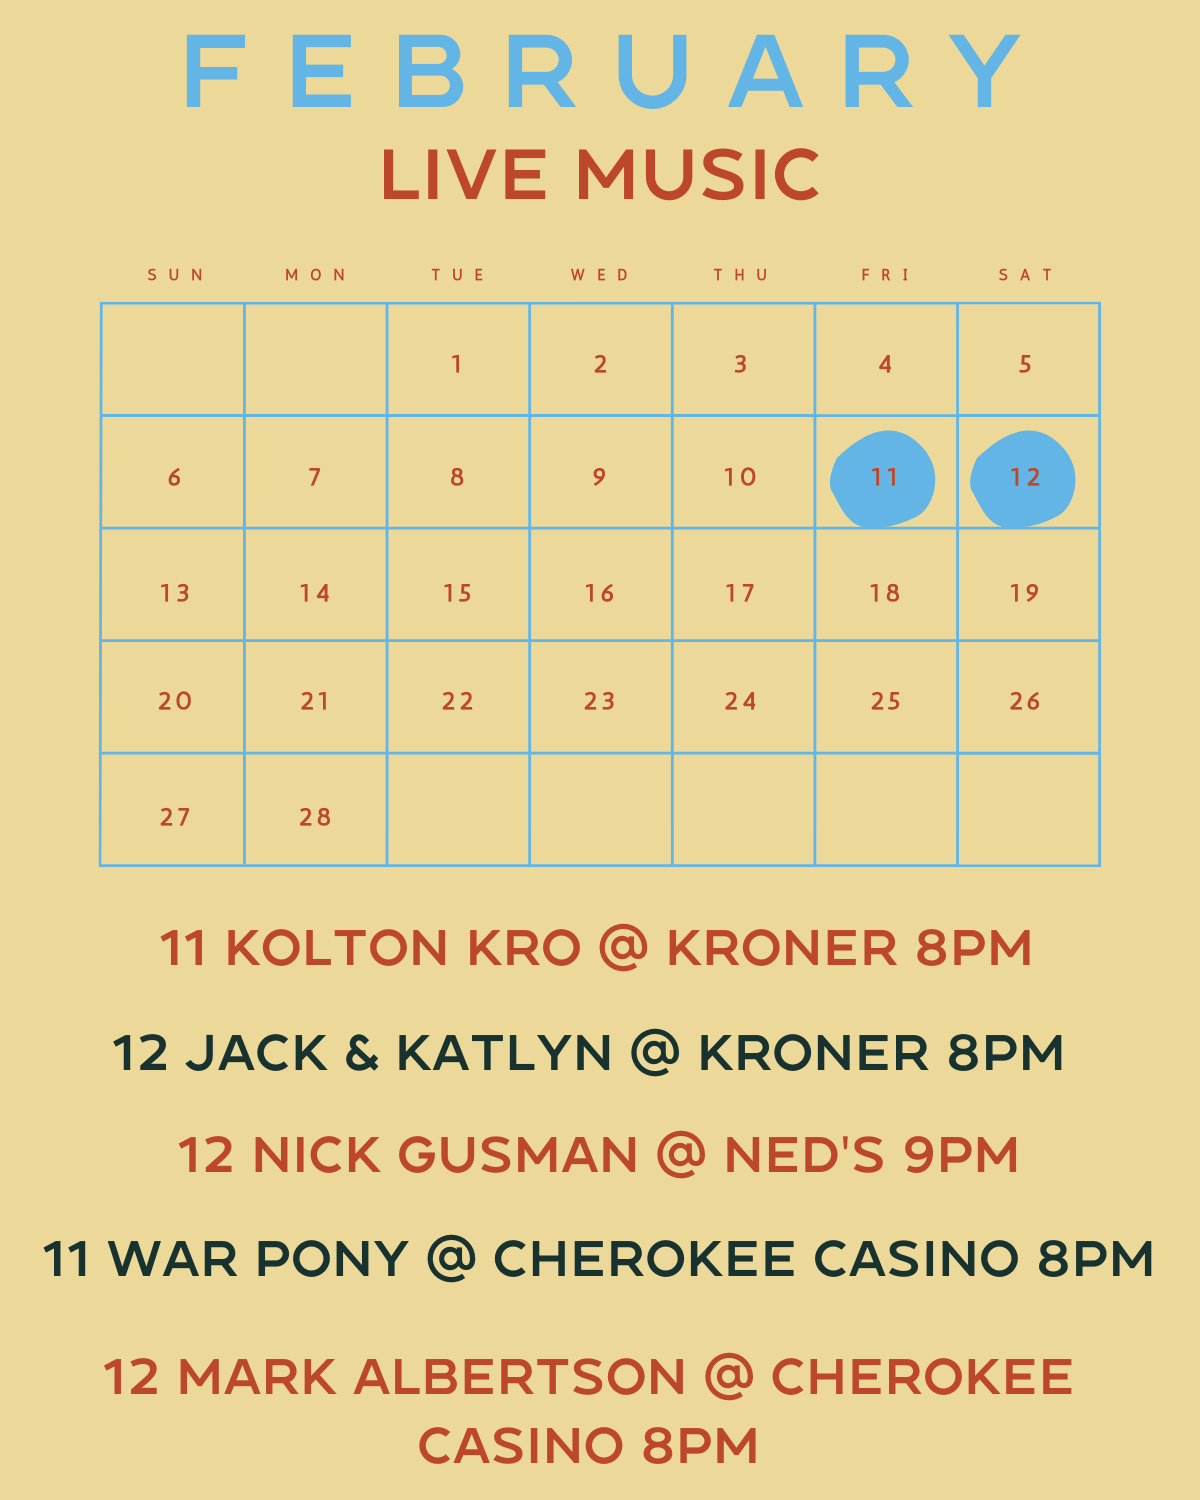 FEBRUARY
LIVE MUSIC
SUN MON TUE WED THU FRI SAT
1 2 3 4 5
6 7 8 9 10 11 12
13 14 15 16 17 18 19
20 21 22 23 24 25 26
27 28
11 KOLTON KRO @ KRONER 8PM
12 JACK & KATLYN @ KRONER 8PM
12 NICK GUSMAN @ NED'S 9PM
11 WAR PONY @ CHEROKEE CASINO 8PM
12 MARK ALBERTSON @ CHEROKEE
CASINO 8PM